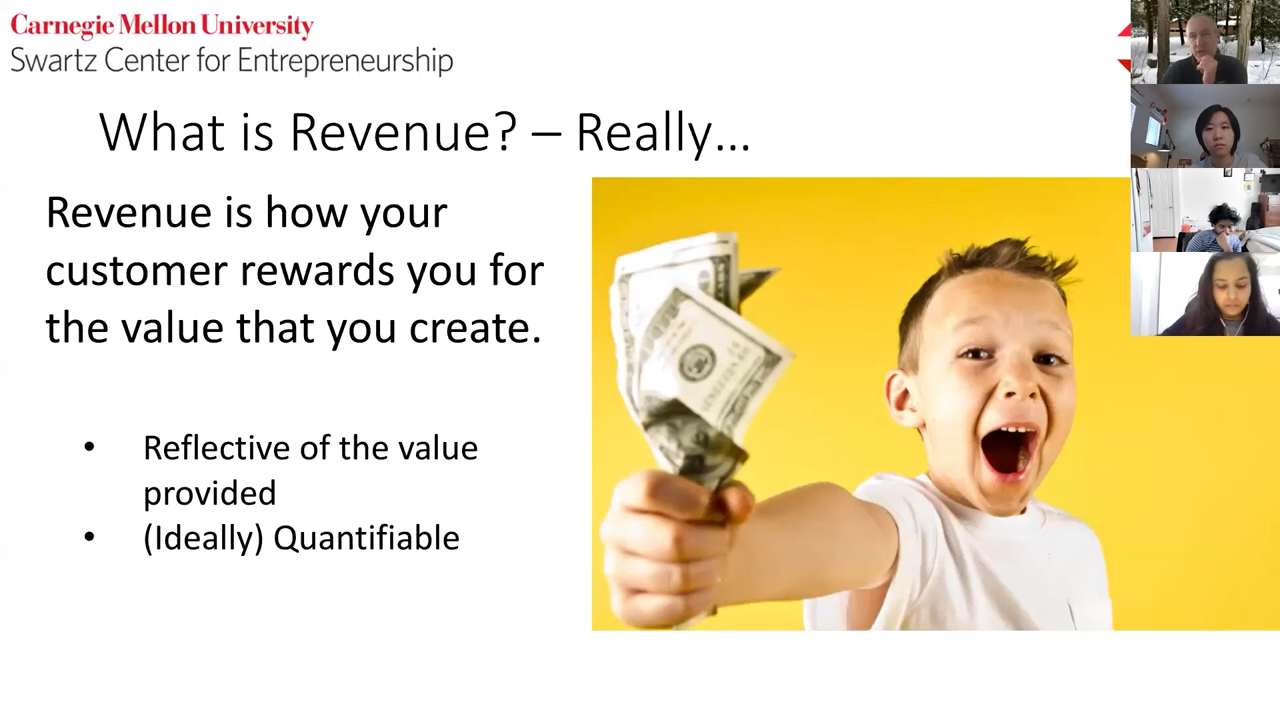 Carnegie Mellon University
Swartz Center for Entrepreneurship
What is Revenue? – Really…
Revenue is how your
customer rewards you for
the value that you create.
• Reflective of the value
provided
• (Ideally) Quantifiable